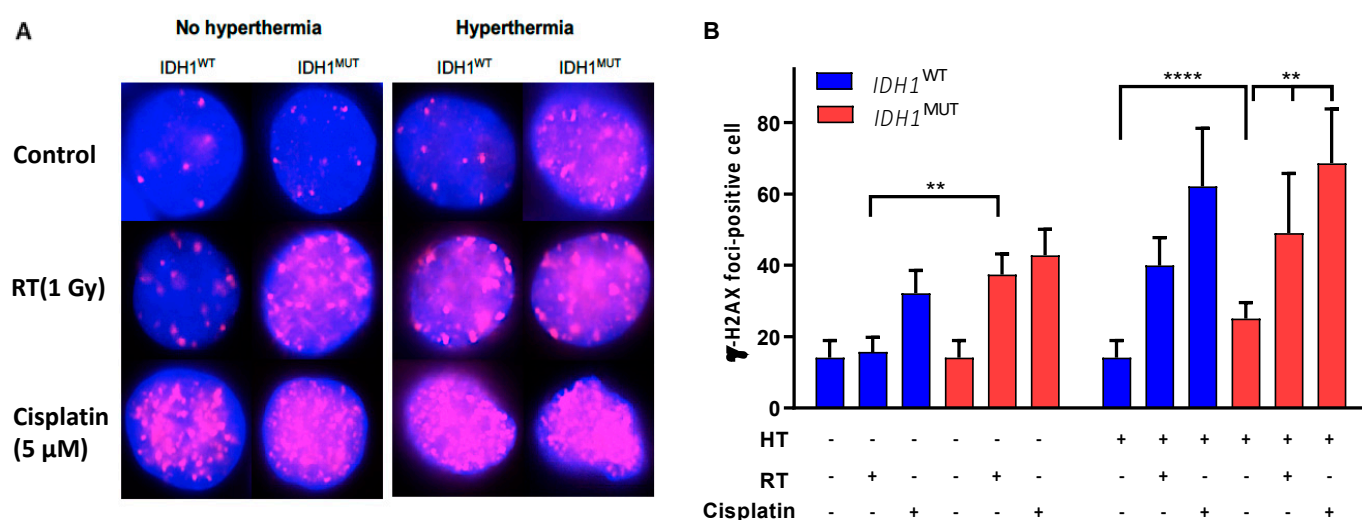 A
No hyperthermia
Hyperthermia
IDH1WT
IDH1MUT
IDH1WT
IDH1MUT
Control
RT(1 Gy)
Cisplatin
(5 µM)
B
IDH1WT
IDH1MUT
**
****
**
γ-H2AX foci-positive cell
80
60
40
20
0
HT - - - - - - + + + + + +
RT - + - - + - - + - - + -
Cisplatin - - + - - + - - + - - +